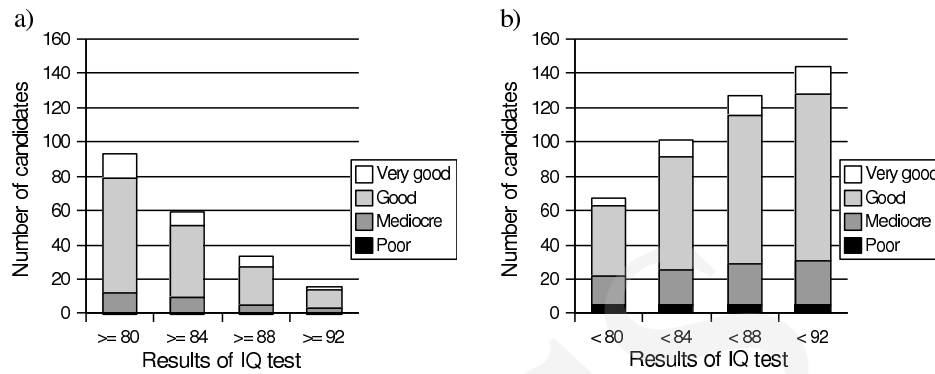 a)
Number of candidates
160
140
120
100
80
60
40
20
0
>= 80 >= 84 >= 88 >= 92
Results of IQ test
Very good
Good
Mediocre
Poor
b)
Number of candidates
160
140
120
100
80
60
40
20
0
< 80 < 84 < 88 < 92
Results of IQ test
Very good
Good
Mediocre
Poor